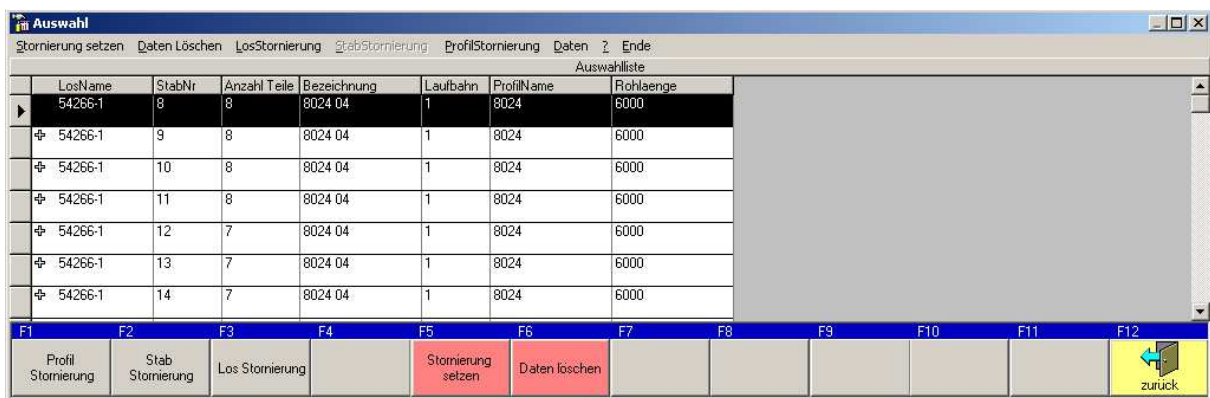 Auswahl
Stornierung setzen Daten Löschen LosStornierung StabStornierung ProfilStornierung Daten ? Ende
Auswahlliste
LosName StabNr Anzahl Teile Bezeichnung Laufbahn ProfilName Rohlaenge
54266-1 8 8 8024 04 1 8024 6000
54266-1 9 8 8024 04 1 8024 6000
54266-1 10 8 8024 04 1 8024 6000
54266-1 11 8 8024 04 1 8024 6000
54266-1 12 7 8024 04 1 8024 6000
54266-1 13 7 8024 04 1 8024 6000
54266-1 14 7 8024 04 1 8024 6000
F1 F2 F3 F4 F5 F6 F7 F8 F9 F10 F11 F12
Profil Stornierung
Stab Stornierung
Los Stornierung
Stornierung setzen
Daten löschen
zurück